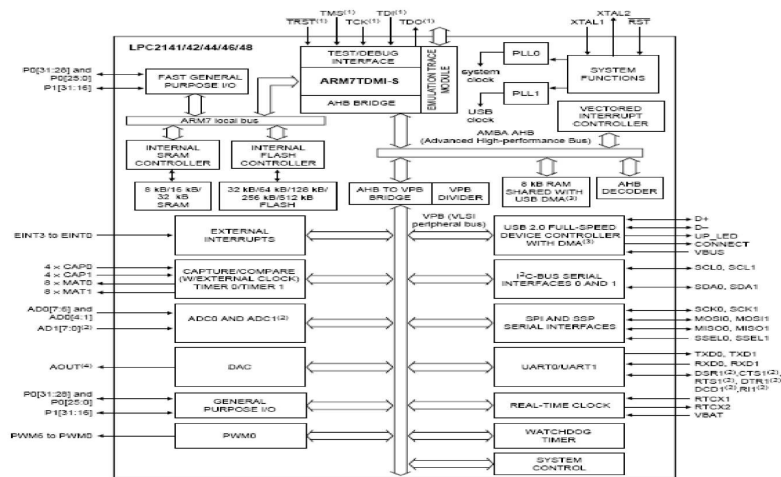 TMS(1) TDI(1)
TRST(1) TCK(1) TDO(1)
XTAL2
XTAL1 RST
LPC2141/42/44/46/48
TEST/DEBUG
INTERFACE
ARM7TDMI-S
AHB BRIDGE
EMULATION TRACE
MODULE
PLL0
system
clock
PLL1
USB
clock
SYSTEM
FUNCTIONS
VECTORED
INTERRUPT
CONTROLLER
P0[31:28] and
P0[25:0]
P1[31:16]
FAST GENERAL
PURPOSE I/O
ARM7 local bus
AMBA AHB
(Advanced High-performance Bus)
INTERNAL
SRAM
CONTROLLER
INTERNAL
FLASH
CONTROLLER
8 kB/16 kB/
32 kB
SRAM
32 kB/64 kB/128 kB/
256 kB/512 kB
FLASH
AHB TO VPB
BRIDGE
VPB
DIVIDER
8 kB RAM
SHARED WITH
USB DMA(3)
AHB
DECODER
VPB (VLSI
peripheral bus)
EINT3 to EINT0
EXTERNAL
INTERRUPTS
USB 2.0 FULL-SPEED
DEVICE CONTROLLER
WITH DMA(3)
D+
D−
UP_LED
CONNECT
VBUS
4 x CAP0
4 x CAP1
8 x MAT0
8 x MAT1
CAPTURE/COMPARE
(W/EXTERNAL CLOCK)
TIMER 0/TIMER 1
I2C-BUS SERIAL
INTERFACES 0 AND 1
SCL0, SCL1
SDA0, SDA1
AD0[7:6] and
AD0[4:1]
AD1[7:0](2)
ADC0 AND ADC1(2)
SPI AND SSP
SERIAL INTERFACES
SCK0, SCK1
MOSI0, MOSI1
MISO0, MISO1
SSEL0, SSEL1
AOUT(4)
DAC
UART0/UART1
TXD0, TXD1
RXD0, RXD1
DSR1(2),CTS1(2),
RTS1(2), DTR1(2)
DCD1(2),RI1(2)
P0[31:28] and
P0[25:0]
P1[31:16]
GENERAL
PURPOSE I/O
REAL-TIME CLOCK
RTCX1
RTCX2
VBAT
PWM6 to PWM0
PWM0
WATCHDOG
TIMER
SYSTEM
CONTROL